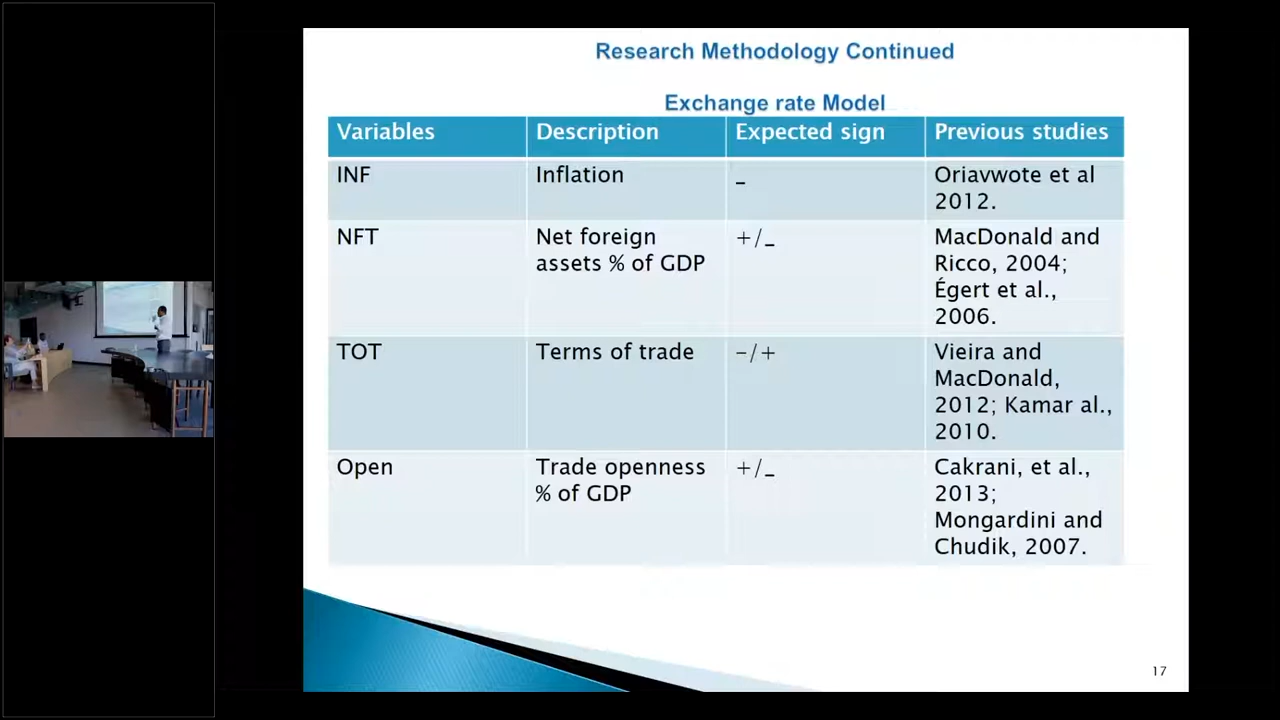 Research Methodology Continued
Exchange rate Model
Variables Description Expected sign Previous studies
INF Inflation _ Oriavwote et al
2012.
NFT Net foreign +/_ MacDonald and
assets % of GDP Ricco, 2004;
Égert et al.,
2006.
TOT Terms of trade −/+ Vieira and
MacDonald,
2012; Kamar al.,
2010.
Open Trade openness +/_ Cakrani, et al.,
% of GDP 2013;
Mongardini and
Chudik, 2007.
17